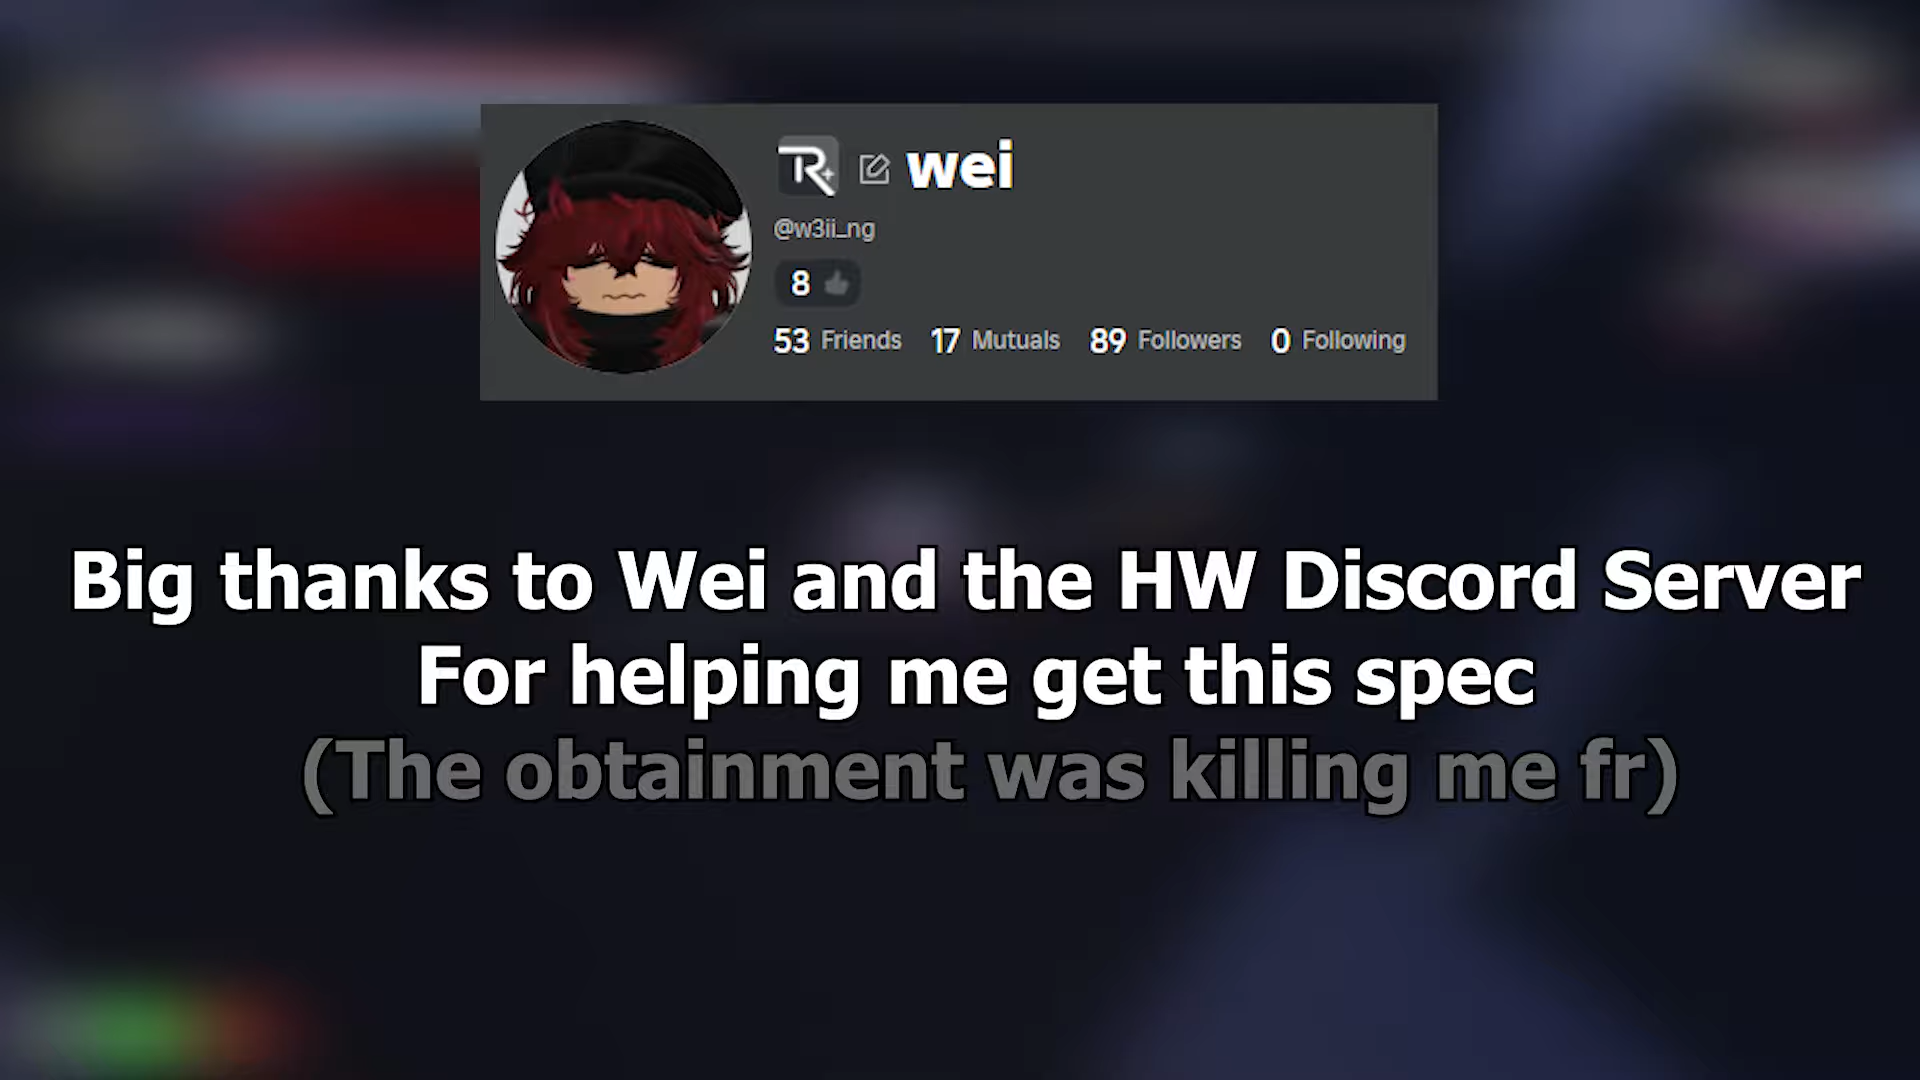 R+ wei
@w3ii_ng
8
53 Friends 17 Mutuals 89 Followers 0 Following
Big thanks to Wei and the HW Discord Server
For helping me get this spec
(The obtainment was killing me fr)